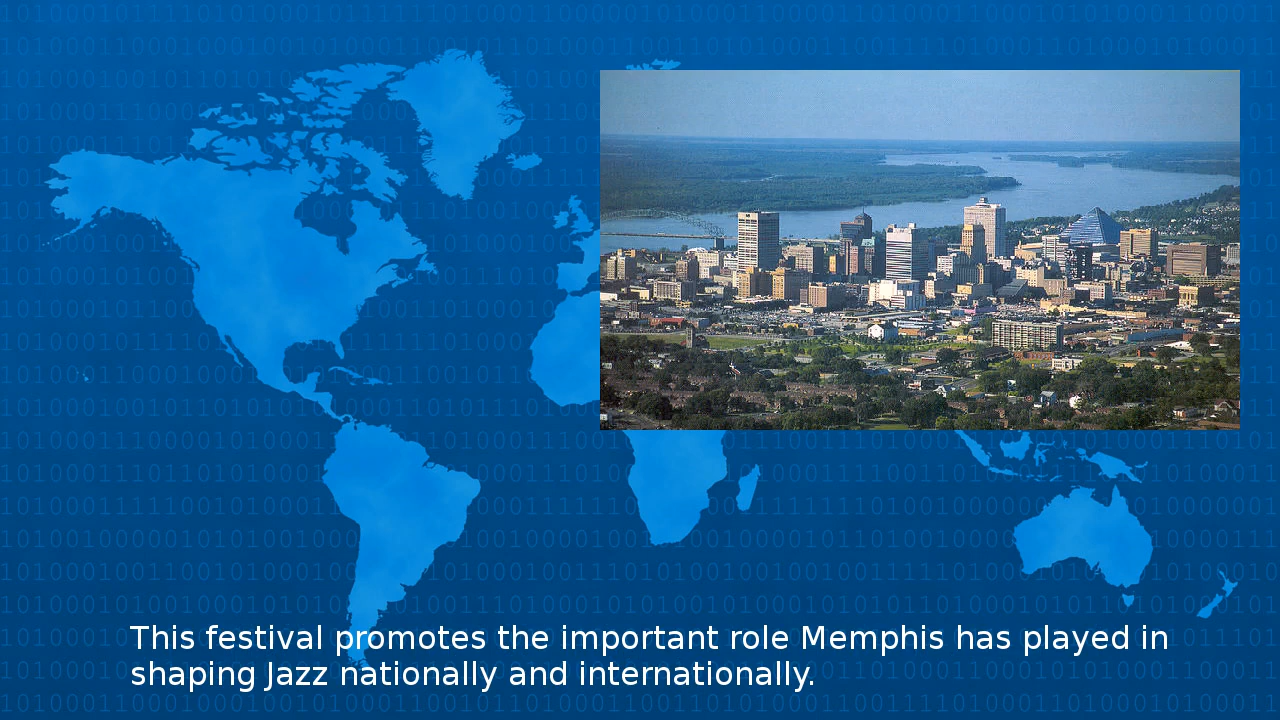 This festival promotes the important role Memphis has played in
shaping Jazz nationally and internationally.